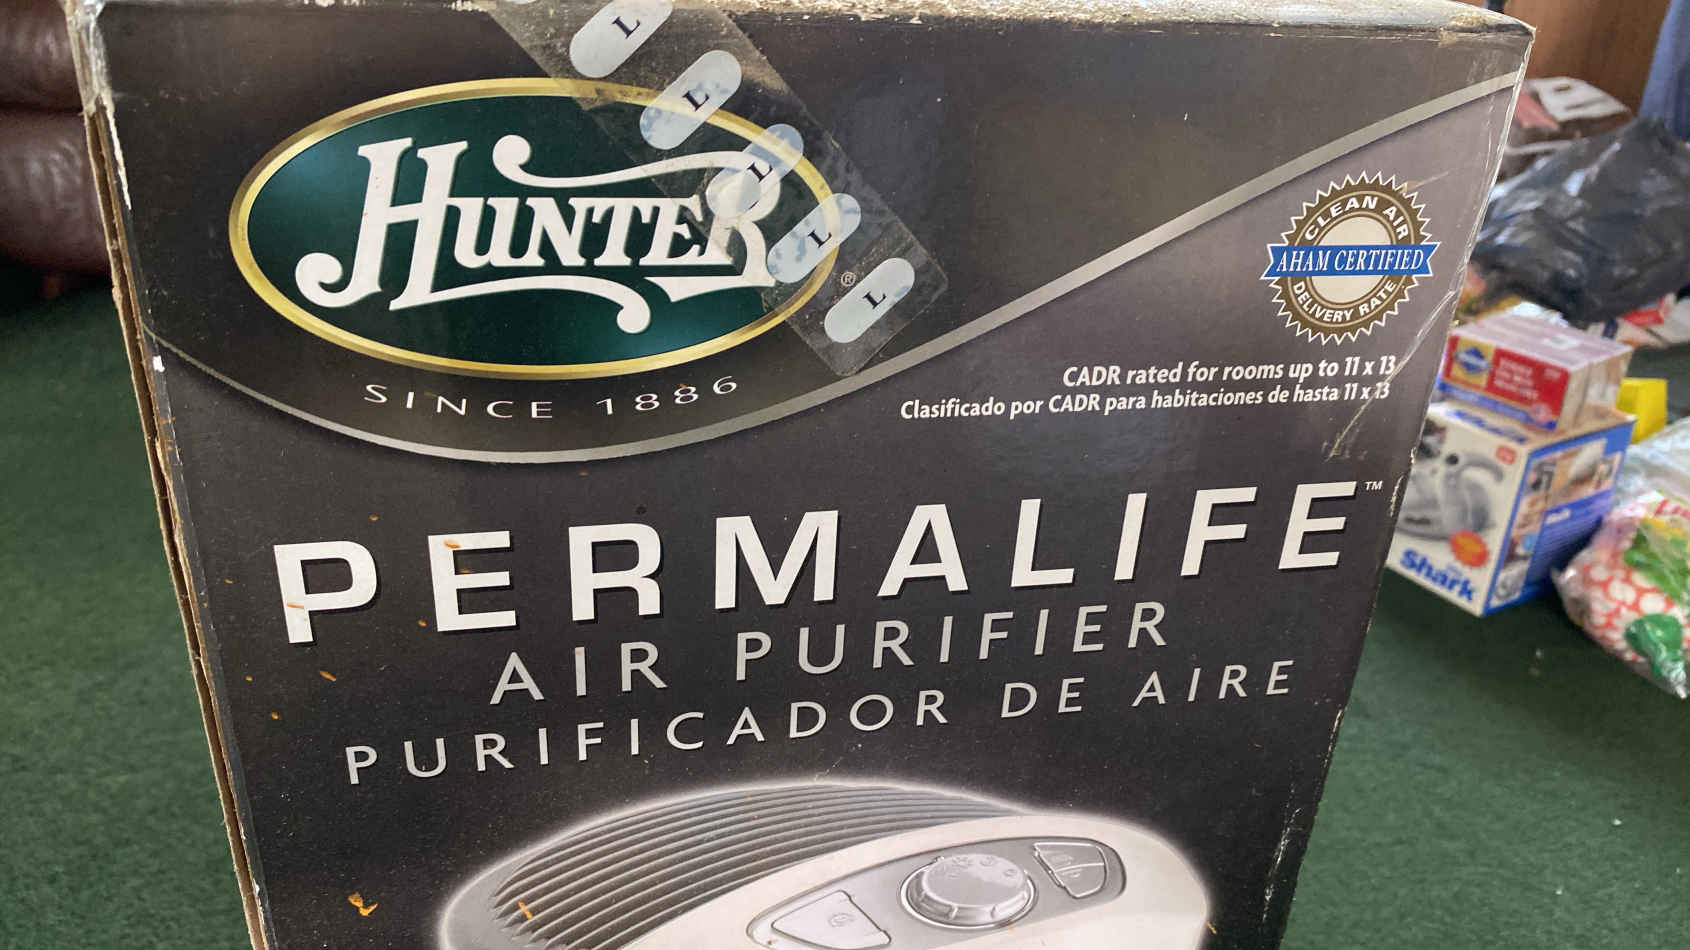 L
L
L
L
L
HUNTER
®
SINCE 1886
CLEAN AIR
AHAM CERTIFIED
DELIVERY RATE
CADR rated for rooms up to 11 x 13
Clasificado por CADR para habitaciones de hasta 11 x 13
PERMALIFE™
AIR PURIFIER
PURIFICADOR DE AIRE
Shark